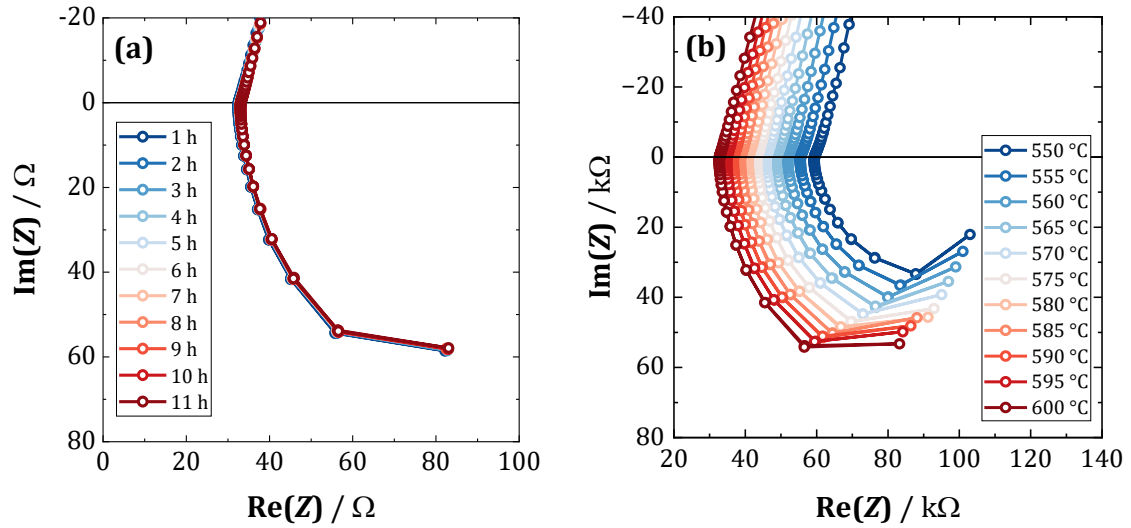 (a)
-20
0
20
40
60
80
0
20
40
60
80
100
Im(Z) / Ω
Re(Z) / Ω
1 h
2 h
3 h
4 h
5 h
6 h
7 h
8 h
9 h
10 h
11 h
(b)
−40
−20
0
20
40
60
80
20
40
60
80
100
120
140
Im(Z) / kΩ
Re(Z) / kΩ
550 °C
555 °C
560 °C
565 °C
570 °C
575 °C
580 °C
585 °C
590 °C
595 °C
600 °C